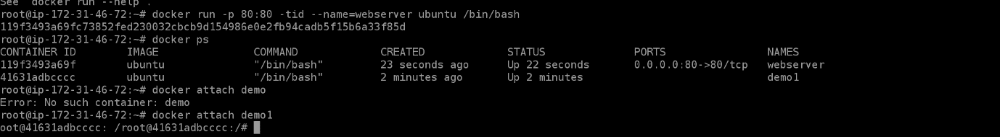 See 'docker run --help'.
root@ip-172-31-46-72:~# docker run -p 80:80 -tid --name=webserver ubuntu /bin/bash
119f3493a69fc73852fed230032cbcb9d154986e0e2fb94cadb5f15b6a33f85d
root@ip-172-31-46-72:~# docker ps
CONTAINER ID IMAGE COMMAND CREATED STATUS PORTS NAMES
119f3493a69f ubuntu "/bin/bash" 23 seconds ago Up 22 seconds 0.0.0.0:80->80/tcp webserver
41631adbcccc ubuntu "/bin/bash" 2 minutes ago Up 2 minutes demo1
root@ip-172-31-46-72:~# docker attach demo
Error: No such container: demo
root@ip-172-31-46-72:~# docker attach demo1
oot@41631adbcccc: /root@41631adbcccc:/#